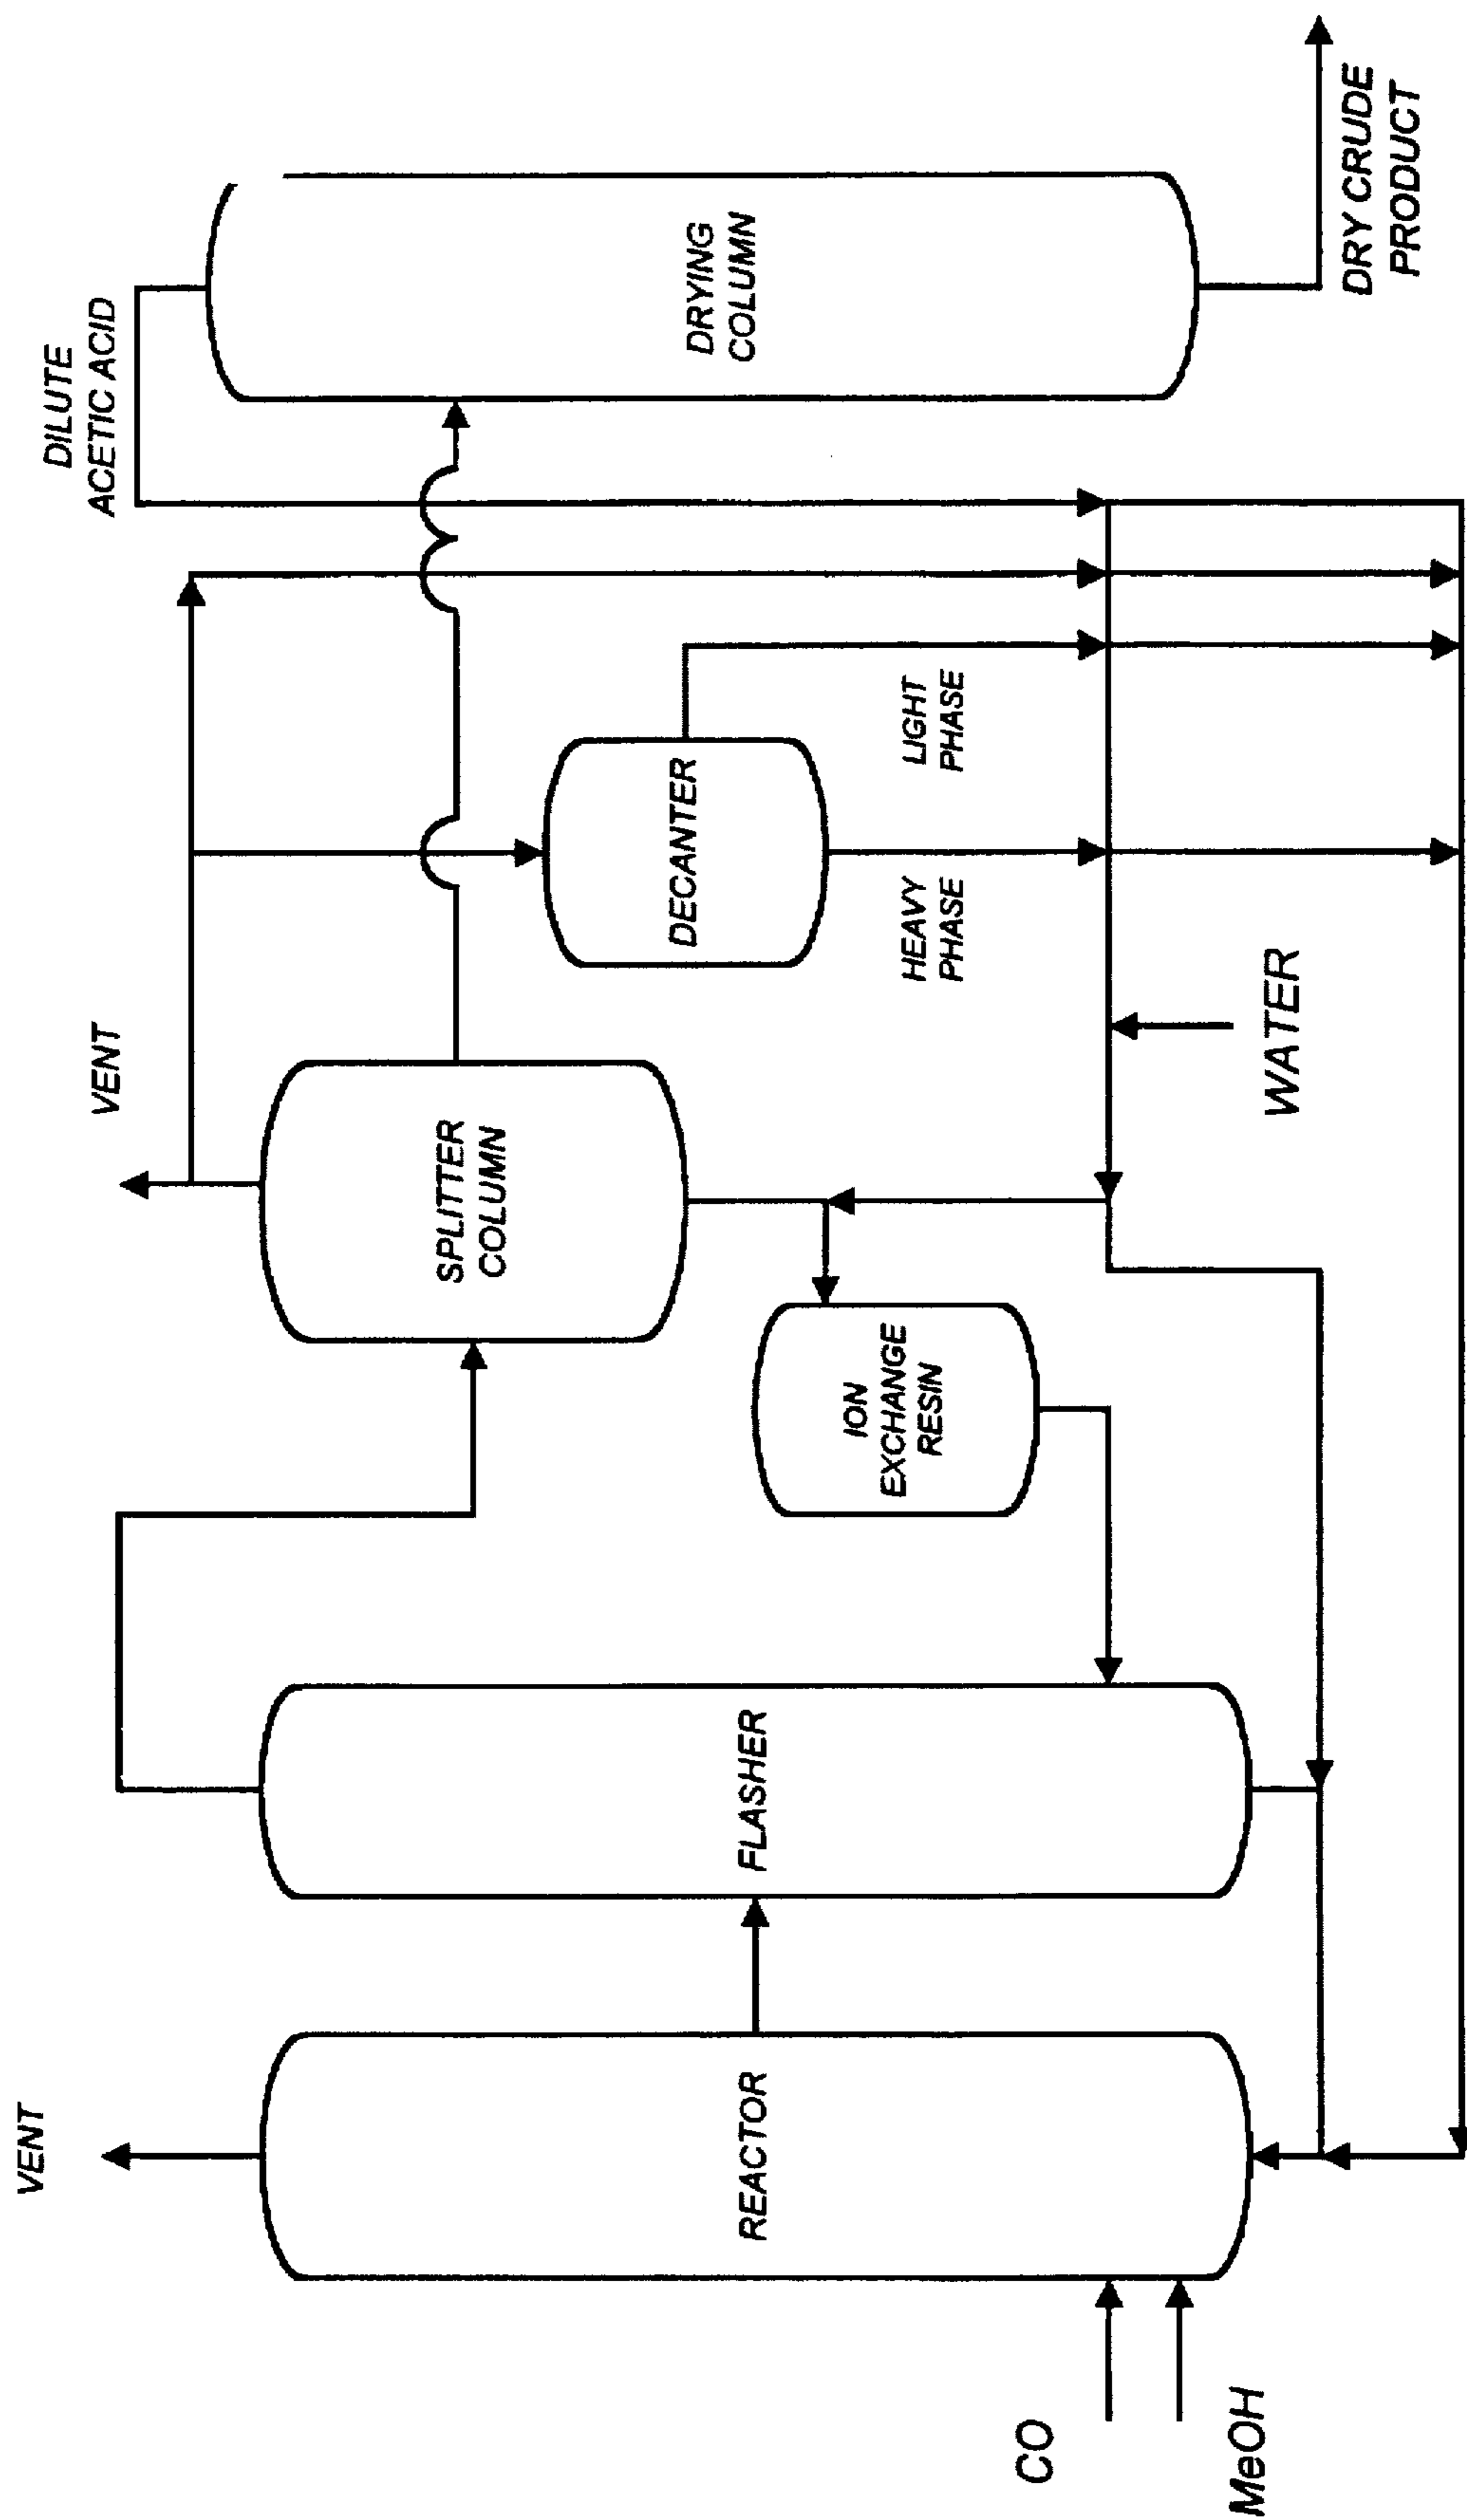 VENT
REACTOR
CO
MeOH
FLASHER
VENT
SPLITTER
COLUMN
ION
EXCHANGE
RESIN
DECANTER
HEAVY
PHASE
LIGHT
PHASE
WATER
DILUTE
ACETIC ACID
DRYING
COLUMN
DRY CRUDE
PRODUCT